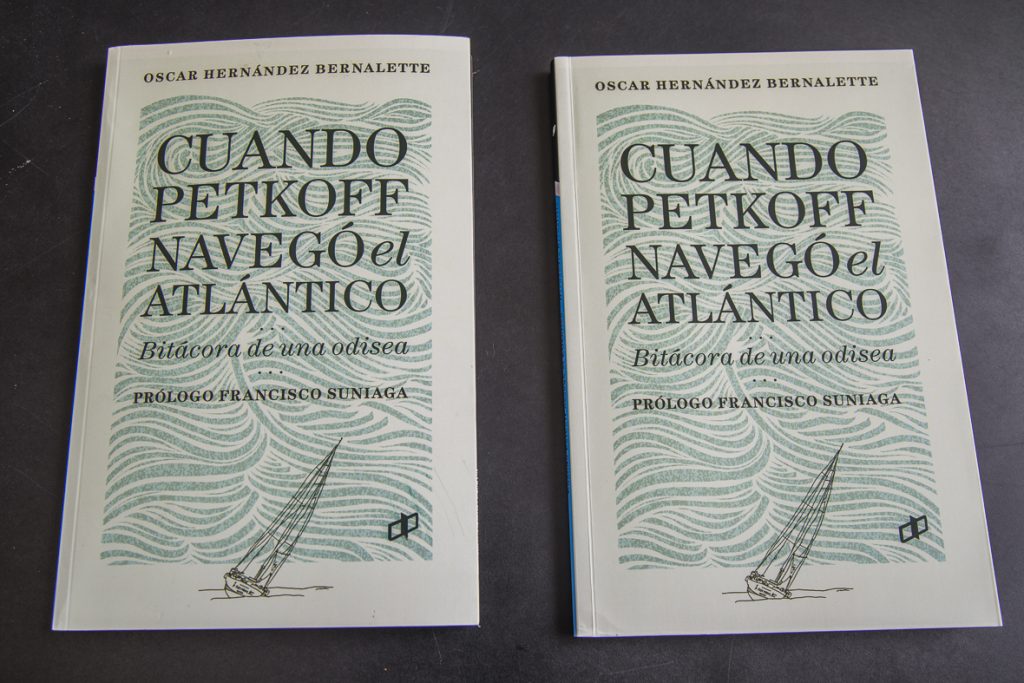 OSCAR HERNÁNDEZ BERNALETTE
CUANDO
PETKOFF
NAVEGÓ el
ATLÁNTICO
...
Bitácora de una odisea
...
PRÓLOGO FRANCISCO SUNIAGA
OSCAR HERNÁNDEZ BERNALETTE
CUANDO
PETKOFF
NAVEGÓ el
ATLÁNTICO
...
Bitácora de una odisea
...
PRÓLOGO FRANCISCO SUNIAGA